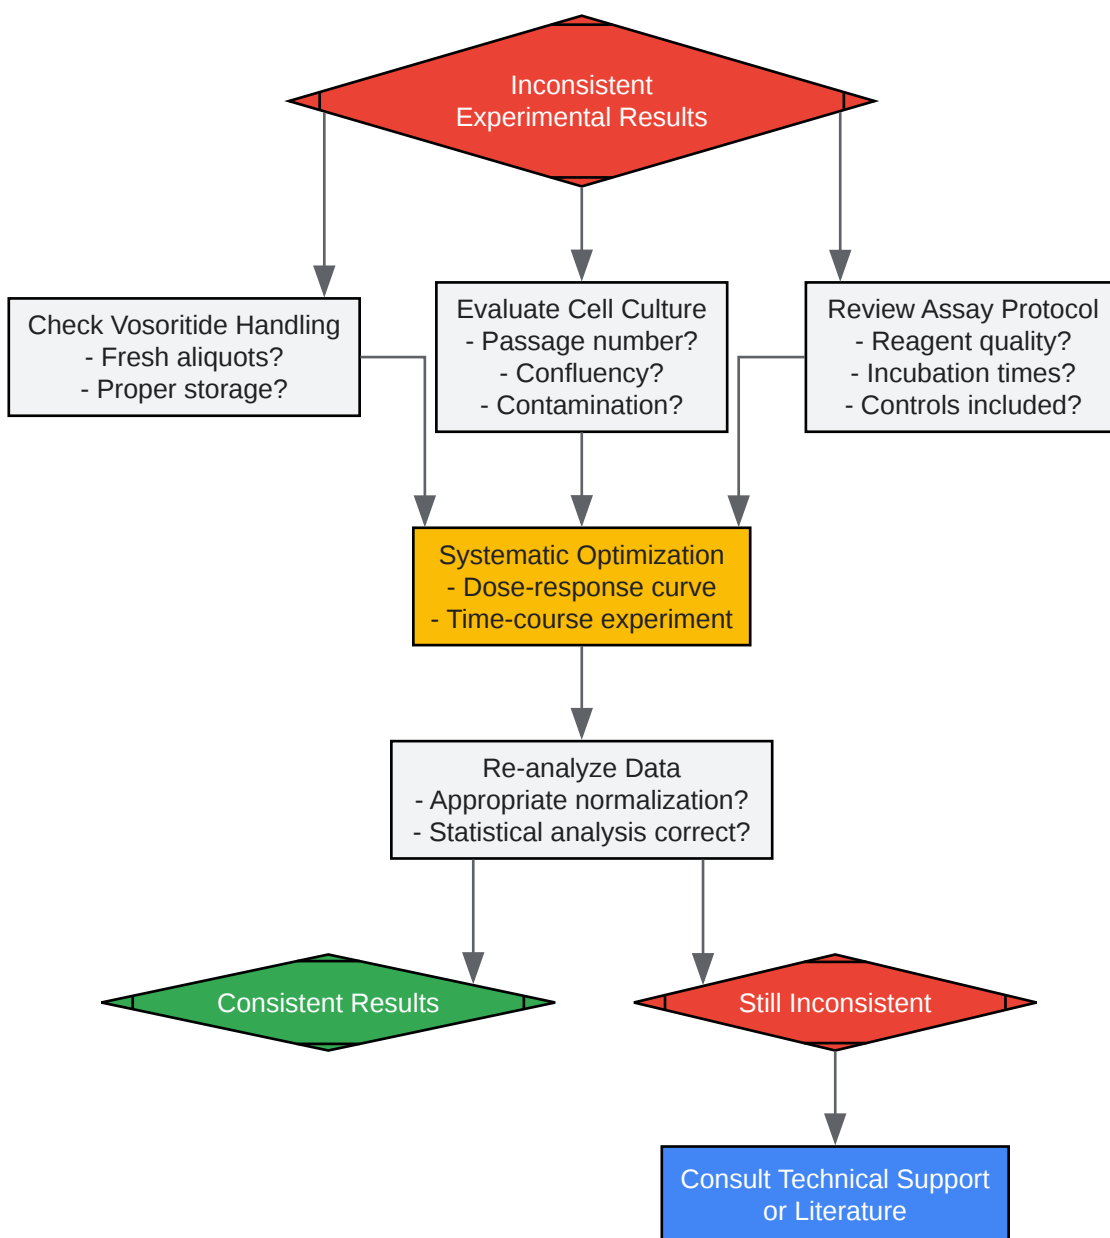 Inconsistent
Experimental Results
Check Vosoritide Handling
- Fresh aliquots?
- Proper storage?
Evaluate Cell Culture
- Passage number?
- Confluency?
- Contamination?
Review Assay Protocol
- Reagent quality?
- Incubation times?
- Controls included?
Systematic Optimization
- Dose-response curve
- Time-course experiment
Re-analyze Data
- Appropriate normalization?
- Statistical analysis correct?
Consistent Results
Still Inconsistent
Consult Technical Support
or Literature